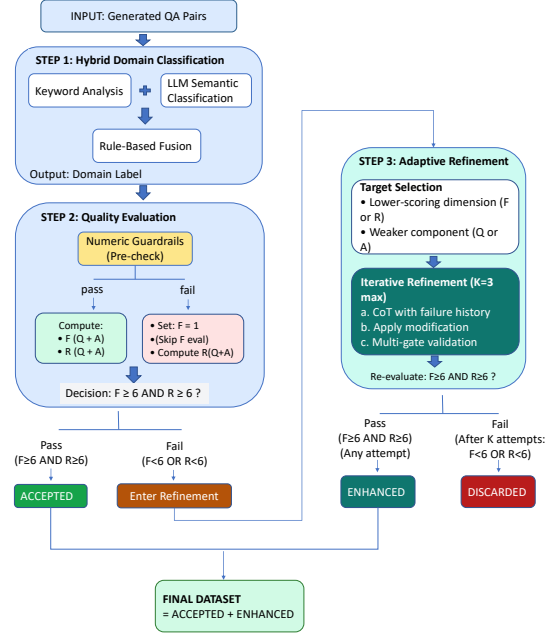 INPUT: Generated QA Pairs
STEP 1: Hybrid Domain Classification
Keyword Analysis
LLM Semantic
Classification
Rule-Based Fusion
Output: Domain Label
STEP 2: Quality Evaluation
Numeric Guardrails
(Pre-check)
pass
fail
Compute:
• F (Q + A)
• R (Q + A)
• Set: F = 1
•(Skip F eval)
• Compute R(Q+A)
Decision: F ≥ 6 AND R ≥ 6 ?
Pass
(F≥6 AND R≥6)
Fail
(F<6 OR R<6)
ACCEPTED
Enter Refinement
STEP 3: Adaptive Refinement
Target Selection
• Lower-scoring dimension (F
or R)
• Weaker component (Q or
A)
Iterative Refinement (K=3
max)
a. CoT with failure history
b. Apply modification
c. Multi-gate validation
Re-evaluate: F≥6 AND R≥6 ?
Pass
(F≥6 AND R≥6)
(Any attempt)
Fail
(After K attempts:
F<6 OR R<6)
ENHANCED
DISCARDED
FINAL DATASET
= ACCEPTED + ENHANCED